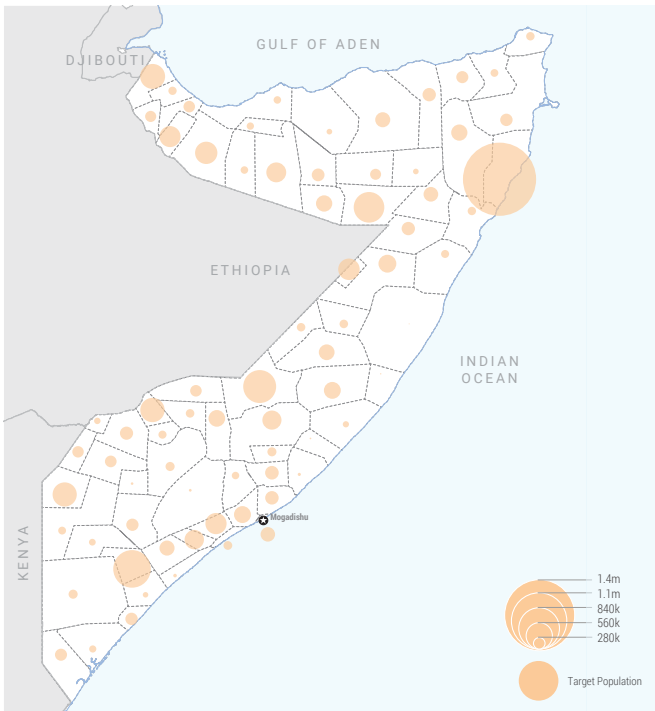 GULF OF ADEN
DJIBOUTI
ETHIOPIA
INDIAN
OCEAN
Mogadishu
KENYA
1.4m
1.1m
840k
560k
280k
Target Population